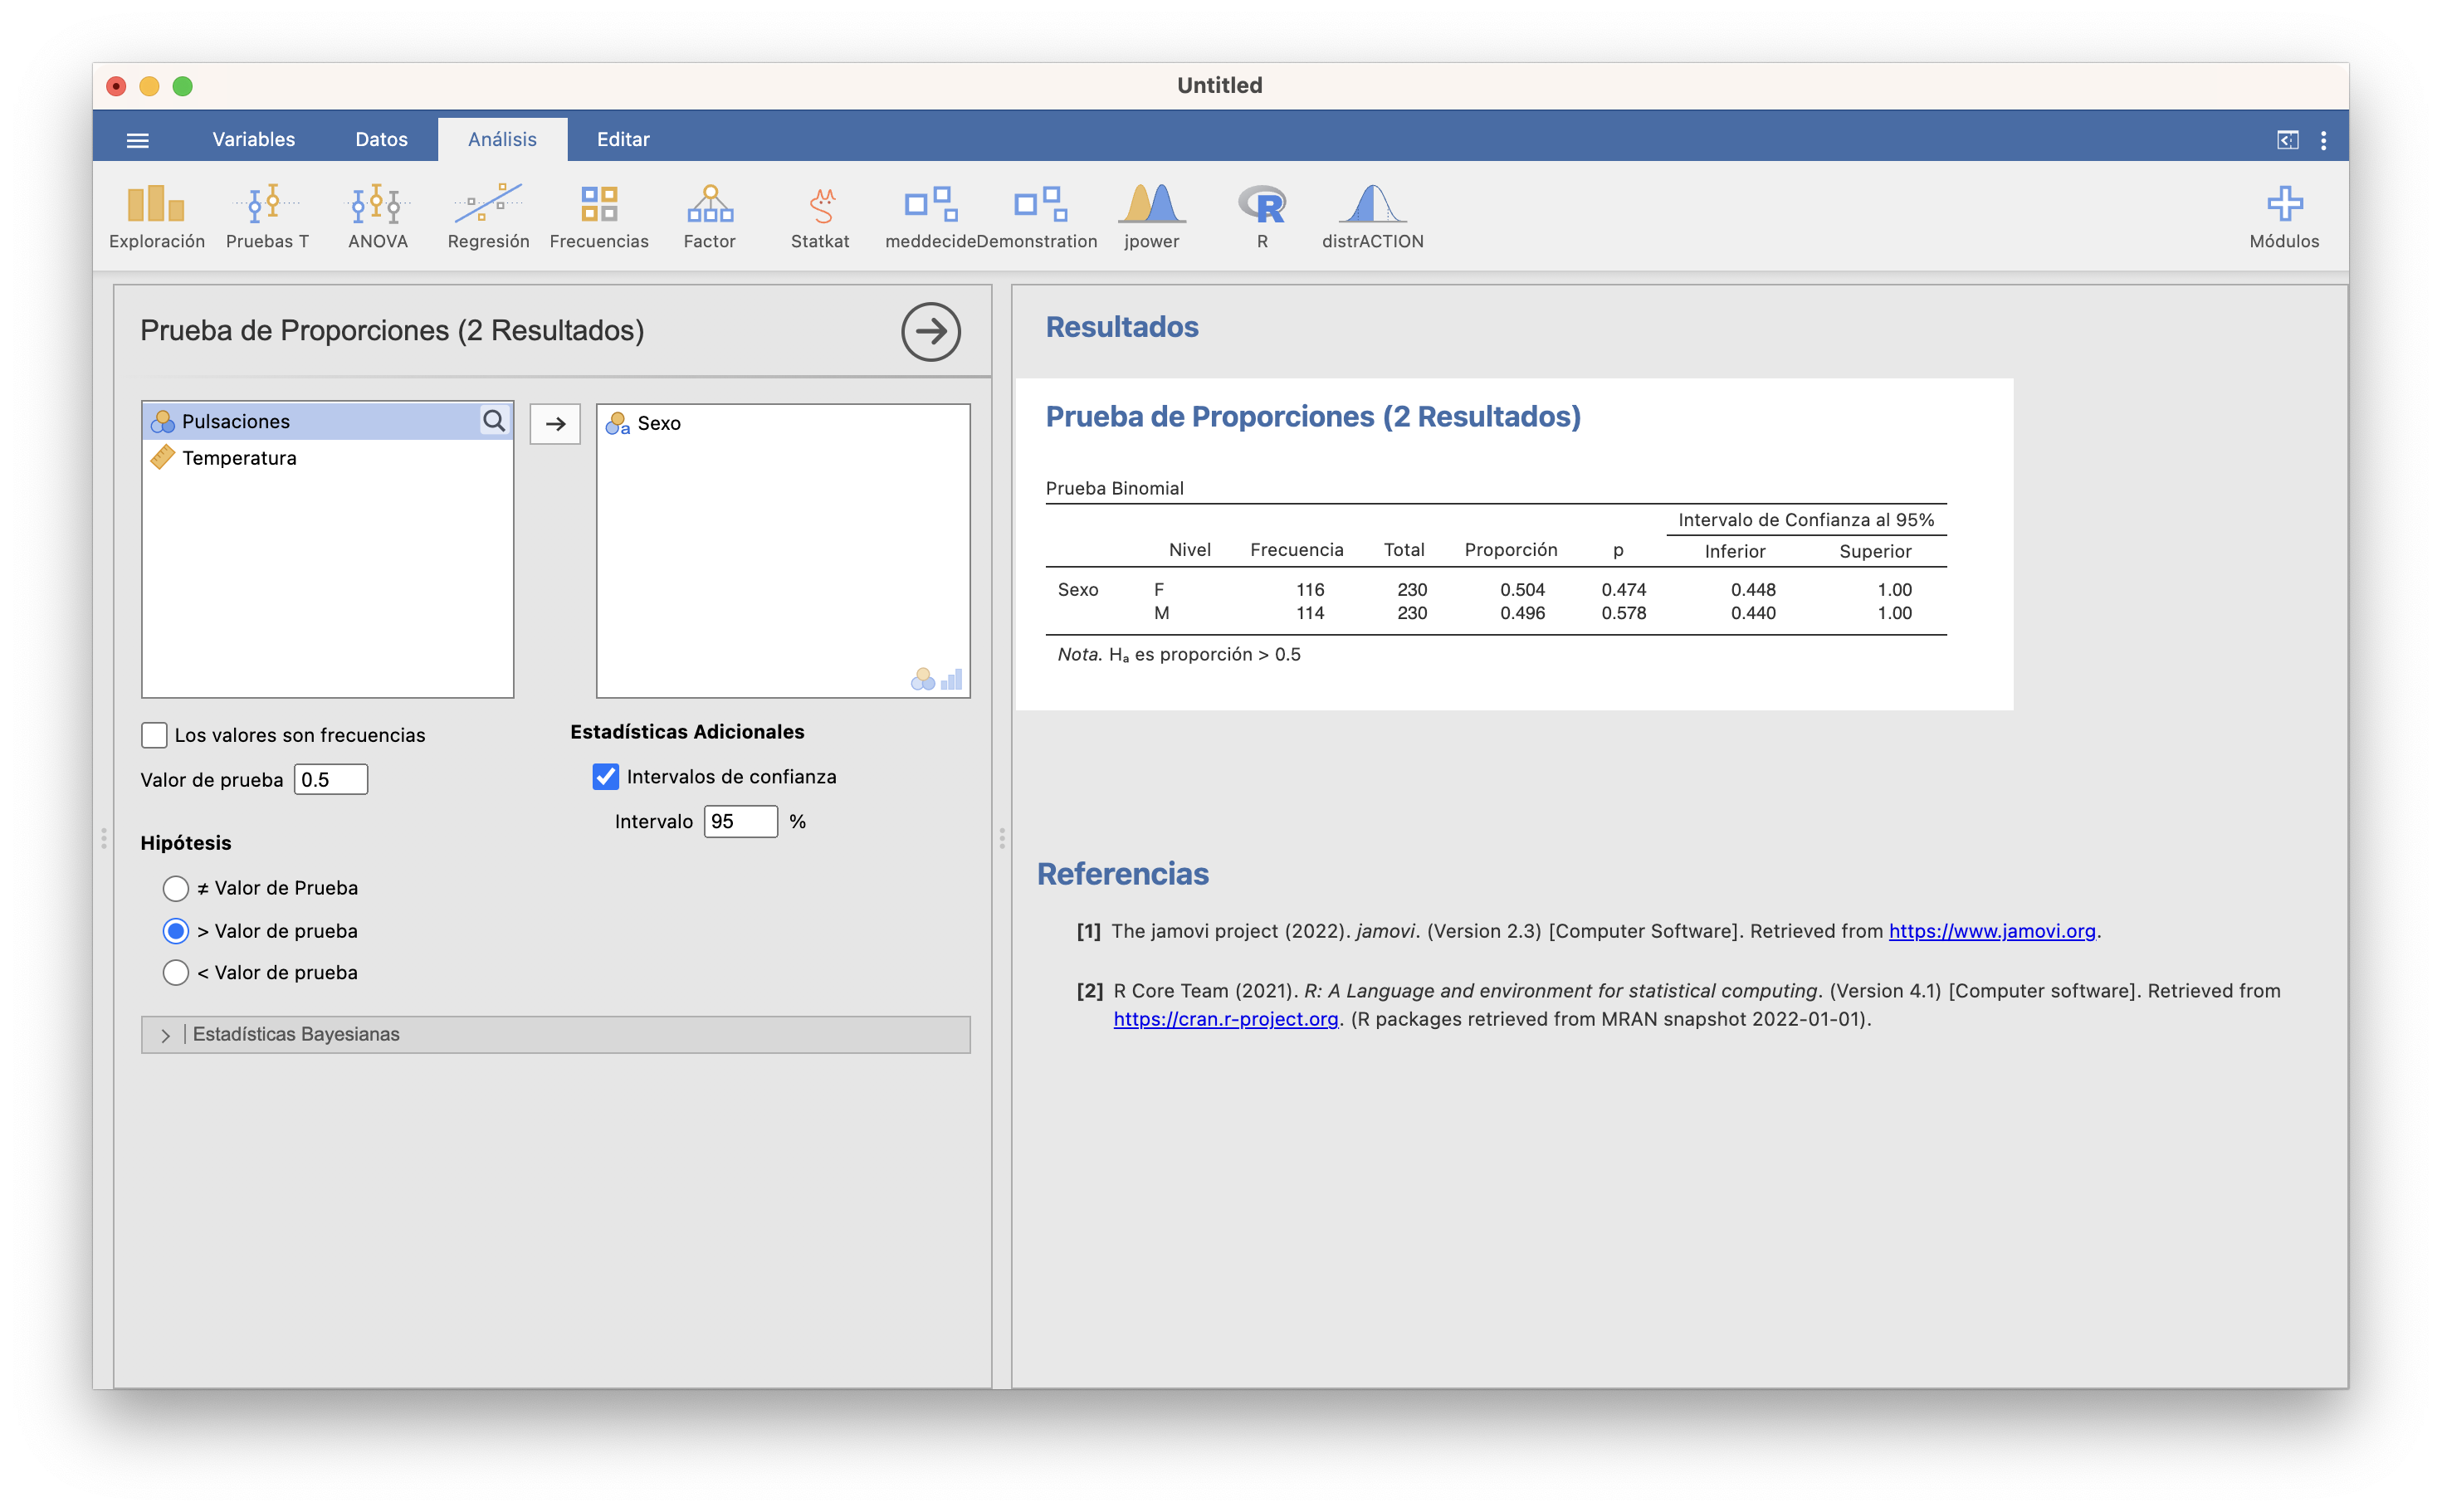 Untitled
Variables Datos Análisis Editar
Exploración Pruebas T ANOVA Regresión Frecuencias Factor Statkat meddecide Demonstration jpower R distrACTION Módulos
Prueba de Proporciones (2 Resultados)
Pulsaciones
Temperatura
Sexo
Los valores son frecuencias
Valor de prueba 0.5
Hipótesis
≠ Valor de Prueba
> Valor de prueba
< Valor de prueba
Estadísticas Adicionales
Intervalos de confianza
Intervalo 95 %
Estadísticas Bayesianas
Resultados
Prueba de Proporciones (2 Resultados)
Prueba Binomial
Intervalo de Confianza al 95%
Nivel Frecuencia Total Proporción p Inferior Superior
Sexo F 116 230 0.504 0.474 0.448 1.00
M 114 230 0.496 0.578 0.440 1.00
Nota. Hₐ es proporción > 0.5
Referencias
[1] The jamovi project (2022). jamovi. (Version 2.3) [Computer Software]. Retrieved from https://www.jamovi.org.
[2] R Core Team (2021). R: A Language and environment for statistical computing. (Version 4.1) [Computer software]. Retrieved from
https://cran.r-project.org. (R packages retrieved from MRAN snapshot 2022-01-01).